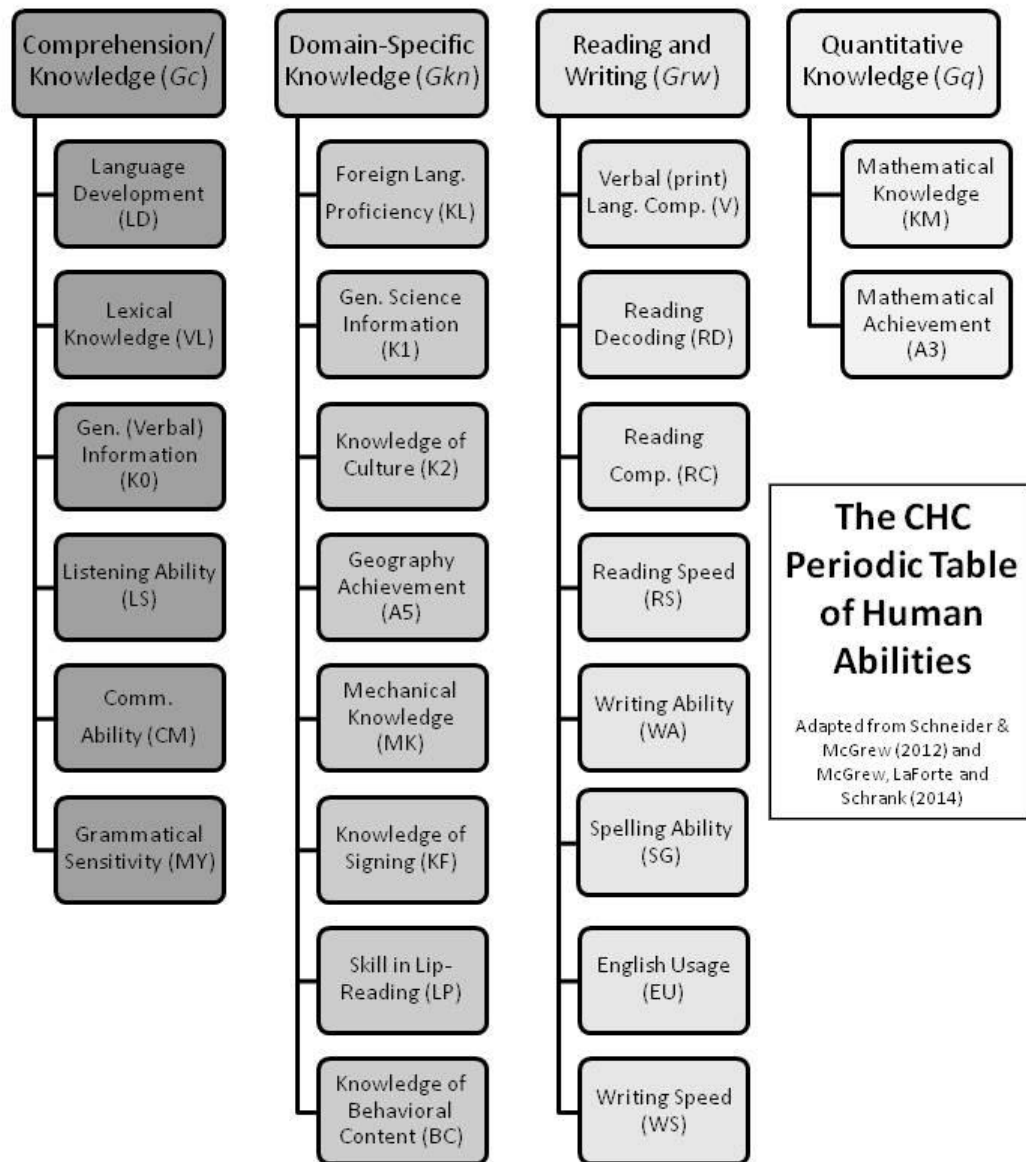 Comprehension/
Knowledge (Gc)
Language
Development
(LD)
Lexical
Knowledge (VL)
Gen. (Verbal)
Information
(K0)
Listening Ability
(LS)
Comm.
Ability (CM)
Grammatical
Sensitivity (MY)
Domain-Specific
Knowledge (Gkn)
Foreign Lang.
Proficiency (KL)
Gen. Science
Information
(K1)
Knowledge of
Culture (K2)
Geography
Achievement
(A5)
Mechanical
Knowledge
(MK)
Knowledge of
Signing (KF)
Skill in Lip-
Reading (LP)
Knowledge of
Behavioral
Content (BC)
Reading and
Writing (Grw)
Verbal (print)
Lang. Comp. (V)
Reading
Decoding (RD)
Reading
Comp. (RC)
Reading Speed
(RS)
Writing Ability
(WA)
Spelling Ability
(SG)
English Usage
(EU)
Writing Speed
(WS)
Quantitative
Knowledge (Gq)
Mathematical
Knowledge
(KM)
Mathematical
Achievement
(A3)
The CHC
Periodic Table
of Human
Abilities
Adapted from Schneider &
McGrew (2012) and
McGrew, LaForte and
Schrank (2014)